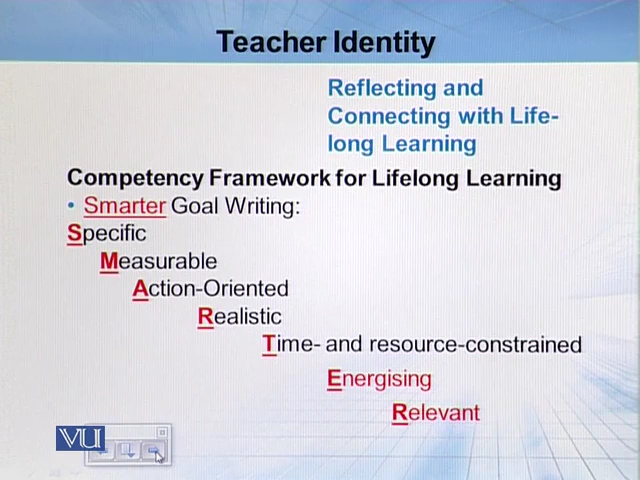 Teacher Identity
Reflecting and
Connecting with Life-
long Learning
Competency Framework for Lifelong Learning
• Smarter Goal Writing:
Specific
Measurable
Action-Oriented
Realistic
Time- and resource-constrained
Energising
Relevant
VU